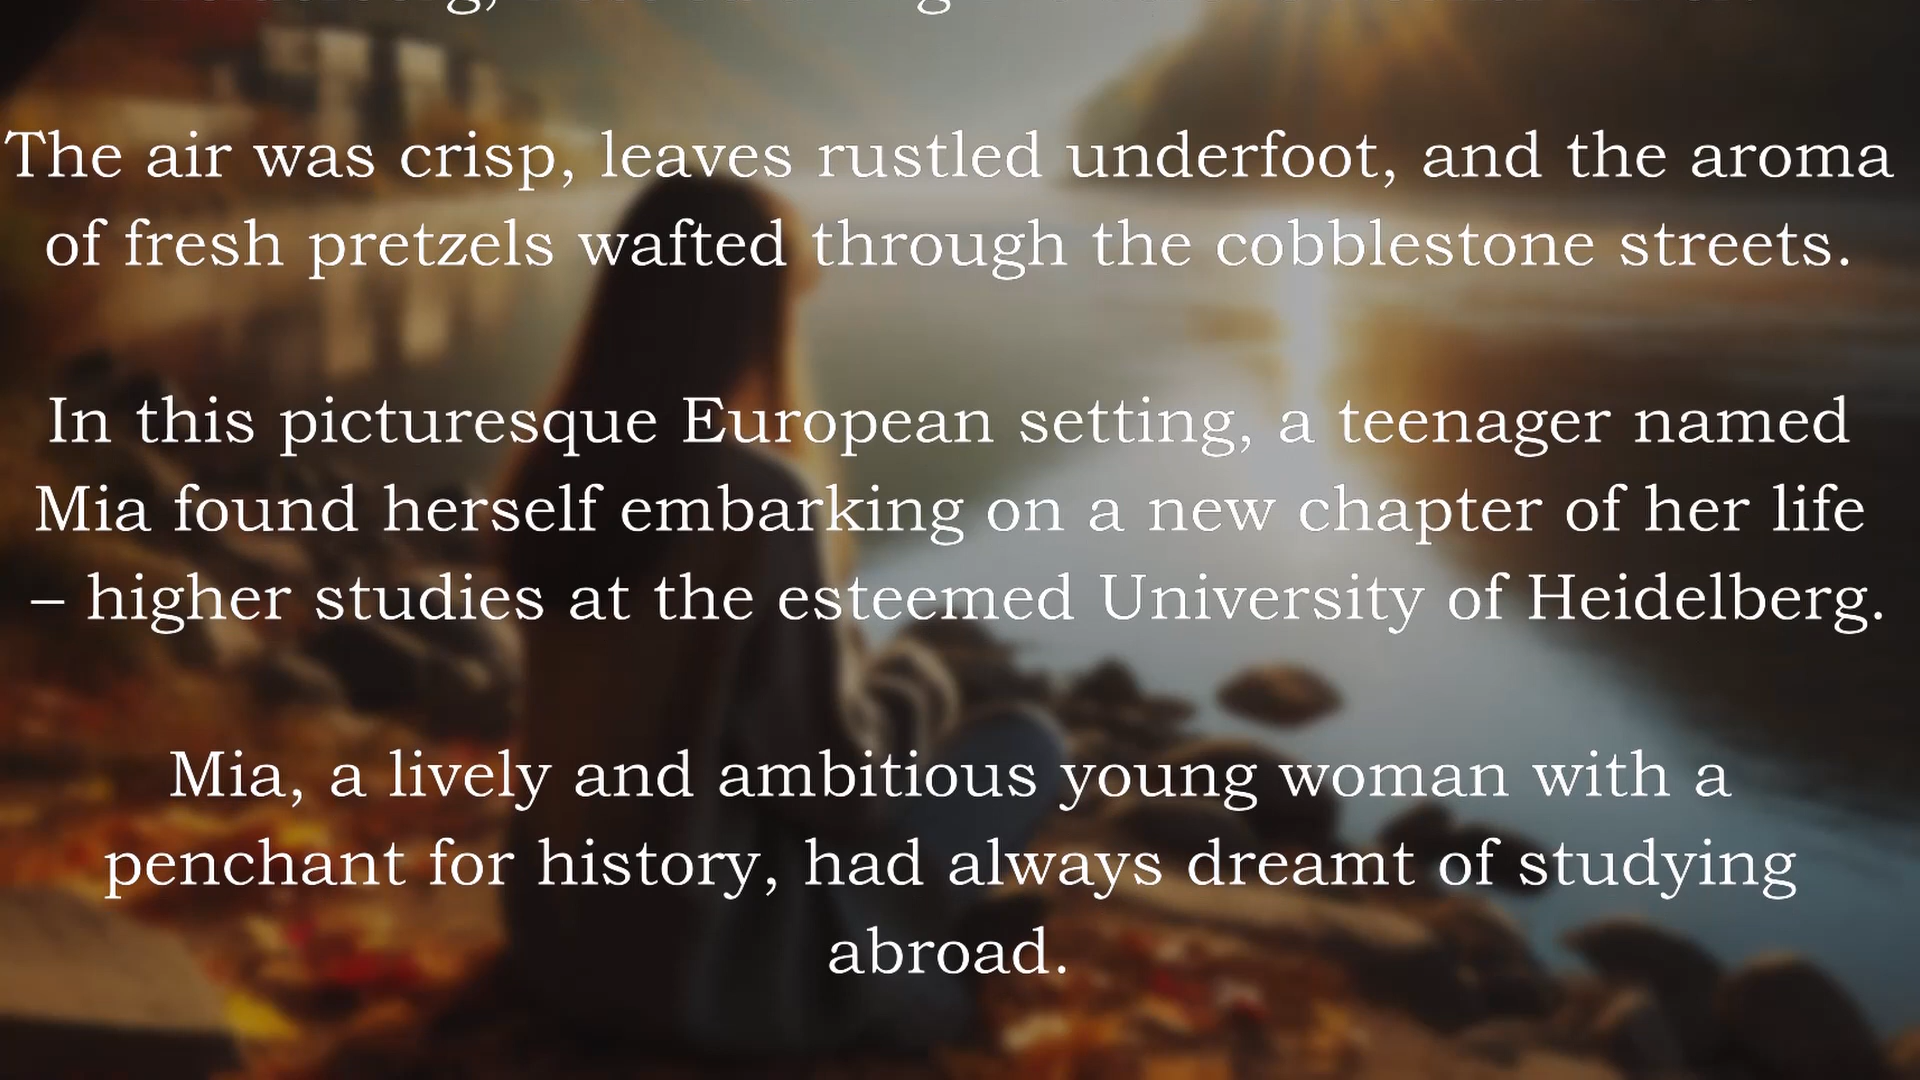 The air was crisp, leaves rustled underfoot, and the aroma
of fresh pretzels wafted through the cobblestone streets.
In this picturesque European setting, a teenager named
Mia found herself embarking on a new chapter of her life
– higher studies at the esteemed University of Heidelberg.
Mia, a lively and ambitious young woman with a
penchant for history, had always dreamt of studying
abroad.